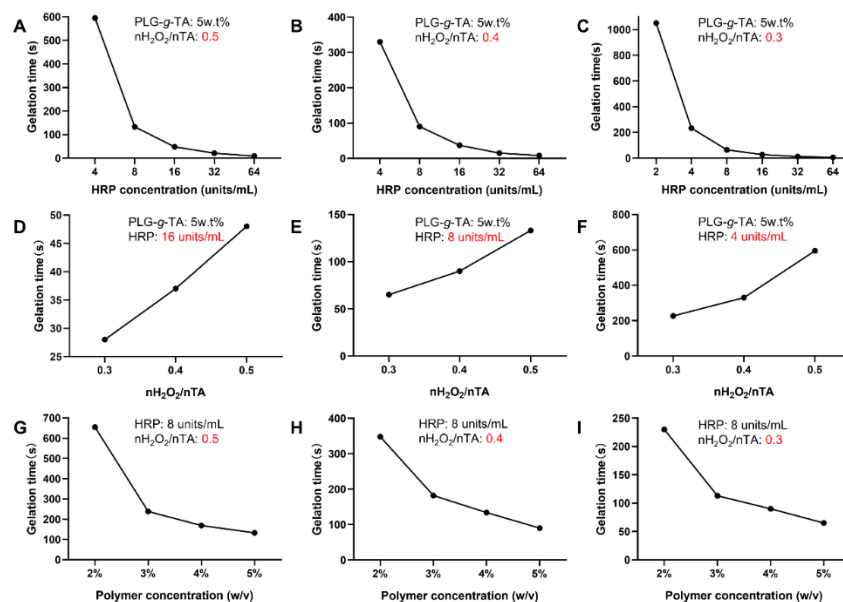 A
PLG-g-TA: 5w.t%
nH₂O₂/nTA: 0.5
Gelation time (s)
600
500
400
300
200
100
0
4 8 16 32 64
HRP concentration (units/mL)
B
PLG-g-TA: 5w.t%
nH₂O₂/nTA: 0.4
Gelation time (s)
400
300
200
100
0
4 8 16 32 64
HRP concentration (units/mL)
C
PLG-g-TA: 5w.t%
nH₂O₂/nTA: 0.3
Gelation time(s)
1000
800
600
400
200
0
2 4 8 16 32 64
HRP concentration (units/mL)
D
PLG-g-TA: 5w.t%
HRP: 16 units/mL
Gelation time(s)
50
45
40
35
30
25
0.3 0.4 0.5
nH₂O₂/nTA
E
PLG-g-TA: 5w.t%
HRP: 8 units/mL
Gelation time(s)
150
100
50
0
0.3 0.4 0.5
nH₂O₂/nTA
F
PLG-g-TA: 5w.t%
HRP: 4 units/mL
Gelation time(s)
800
600
400
200
0
0.3 0.4 0.5
nH₂O₂/nTA
G
HRP: 8 units/mL
nH₂O₂/nTA: 0.5
Gelation time(s)
700
600
500
400
300
200
100
0
2% 3% 4% 5%
Polymer concentration (w/v)
H
HRP: 8 units/mL
nH₂O₂/nTA: 0.4
Gelation time(s)
400
300
200
100
0
2% 3% 4% 5%
Polymer concentration (w/v)
I
HRP: 8 units/mL
nH₂O₂/nTA: 0.3
Gelation time(s)
250
200
150
100
50
0
2% 3% 4% 5%
Polymer concentration (w/v)